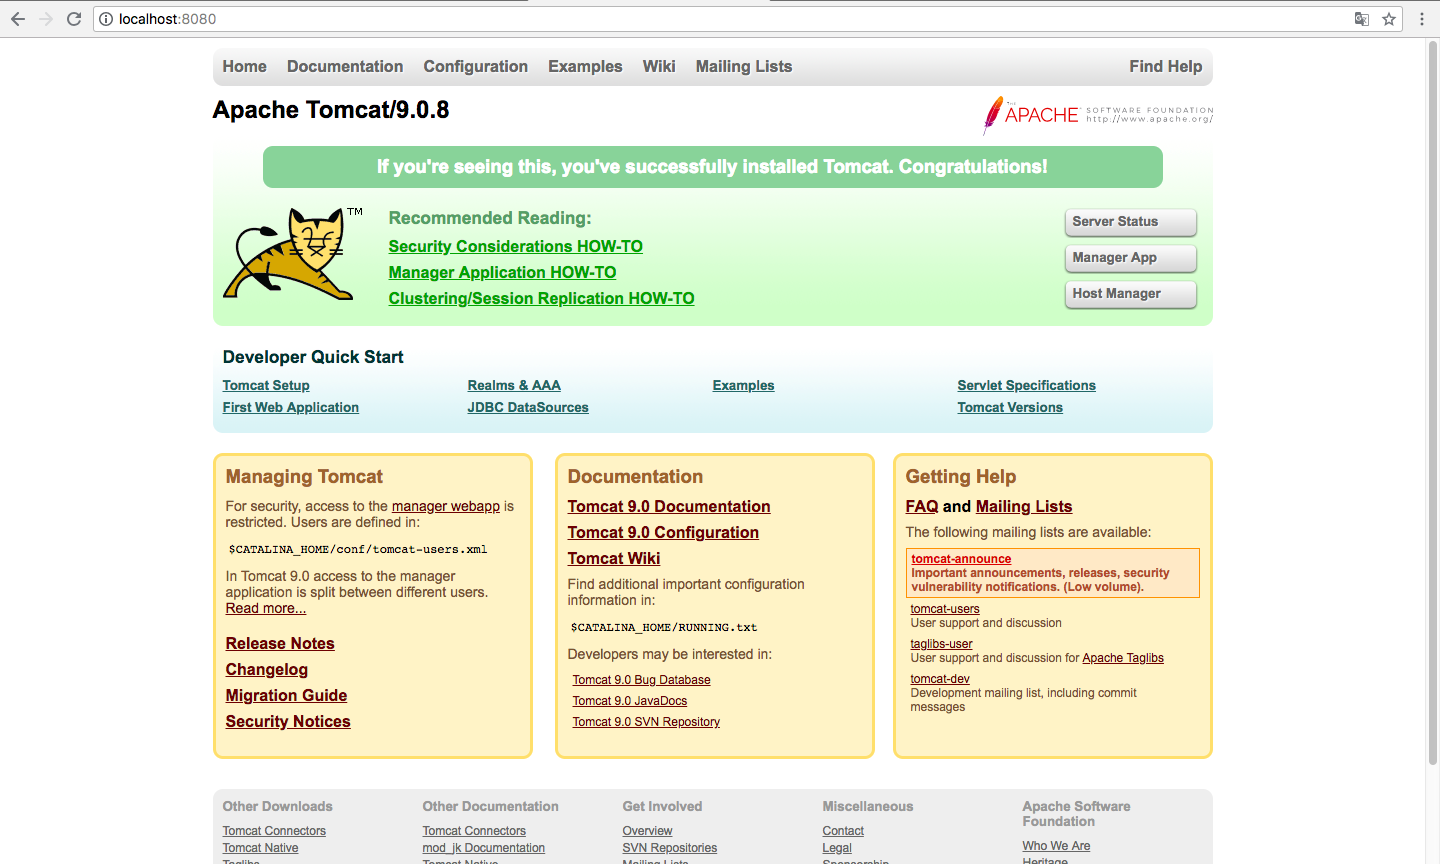 localhost:8080
Home Documentation Configuration Examples Wiki Mailing Lists Find Help
Apache Tomcat/9.0.8
THE APACHE SOFTWARE FOUNDATION
http://www.apache.org/
If you're seeing this, you've successfully installed Tomcat. Congratulations!
TM
Recommended Reading:
Security Considerations HOW-TO
Manager Application HOW-TO
Clustering/Session Replication HOW-TO
Server Status
Manager App
Host Manager
Developer Quick Start
Tomcat Setup
First Web Application
Realms & AAA
JDBC DataSources
Examples
Servlet Specifications
Tomcat Versions
Managing Tomcat
For security, access to the manager webapp is
restricted. Users are defined in:
$CATALINA_HOME/conf/tomcat-users.xml
In Tomcat 9.0 access to the manager
application is split between different users.
Read more...
Release Notes
Changelog
Migration Guide
Security Notices
Documentation
Tomcat 9.0 Documentation
Tomcat 9.0 Configuration
Tomcat Wiki
Find additional important configuration
information in:
$CATALINA_HOME/RUNNING.txt
Developers may be interested in:
Tomcat 9.0 Bug Database
Tomcat 9.0 JavaDocs
Tomcat 9.0 SVN Repository
Getting Help
FAQ and Mailing Lists
The following mailing lists are available:
tomcat-announce
Important announcements, releases, security
vulnerability notifications. (Low volume).
tomcat-users
User support and discussion
taglibs-user
User support and discussion for Apache Taglibs
tomcat-dev
Development mailing list, including commit
messages
Other Downloads
Tomcat Connectors
Tomcat Native
Taglibs
Other Documentation
Tomcat Connectors
mod_jk Documentation
Tomcat Native
Get Involved
Overview
SVN Repositories
Mailing Lists
Miscellaneous
Contact
Legal
Sponsorship
Apache Software
Foundation
Who We Are
Heritage